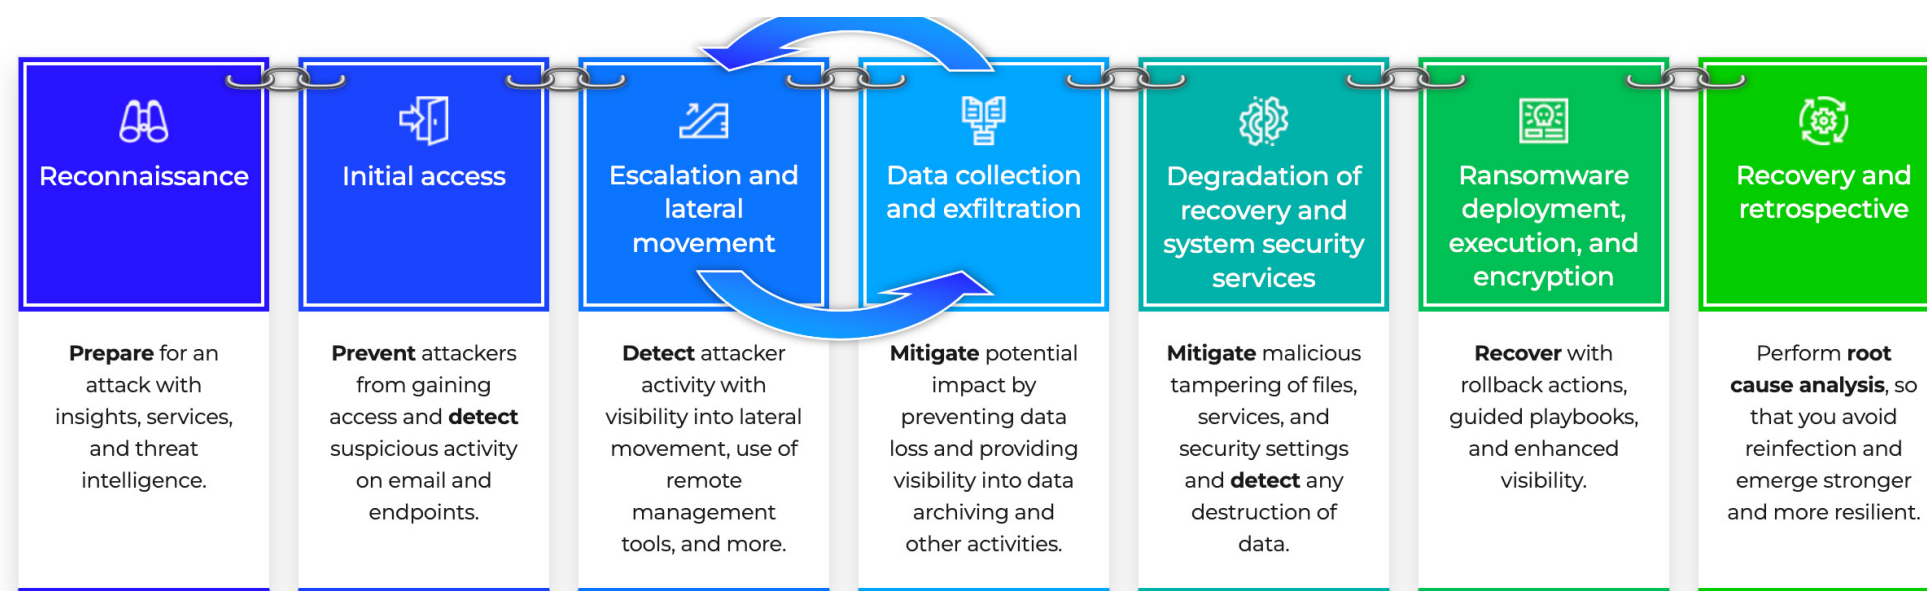 Reconnaissance
Prepare for an
attack with
insights, services,
and threat
intelligence.
Initial access
Prevent attackers
from gaining
access and detect
suspicious activity
on email and
endpoints.
Escalation and
lateral
movement
Detect attacker
activity with
visibility into lateral
movement, use of
remote
management
tools, and more.
Data collection
and exfiltration
Mitigate potential
impact by
preventing data
loss and providing
visibility into data
archiving and
other activities.
Degradation of
recovery and
system security
services
Mitigate malicious
tampering of files,
services, and
security settings
and detect any
destruction of
data.
Ransomware
deployment,
execution, and
encryption
Recover with
rollback actions,
guided playbooks,
and enhanced
visibility.
Recovery and
retrospective
Perform root
cause analysis, so
that you avoid
reinfection and
emerge stronger
and more resilient.